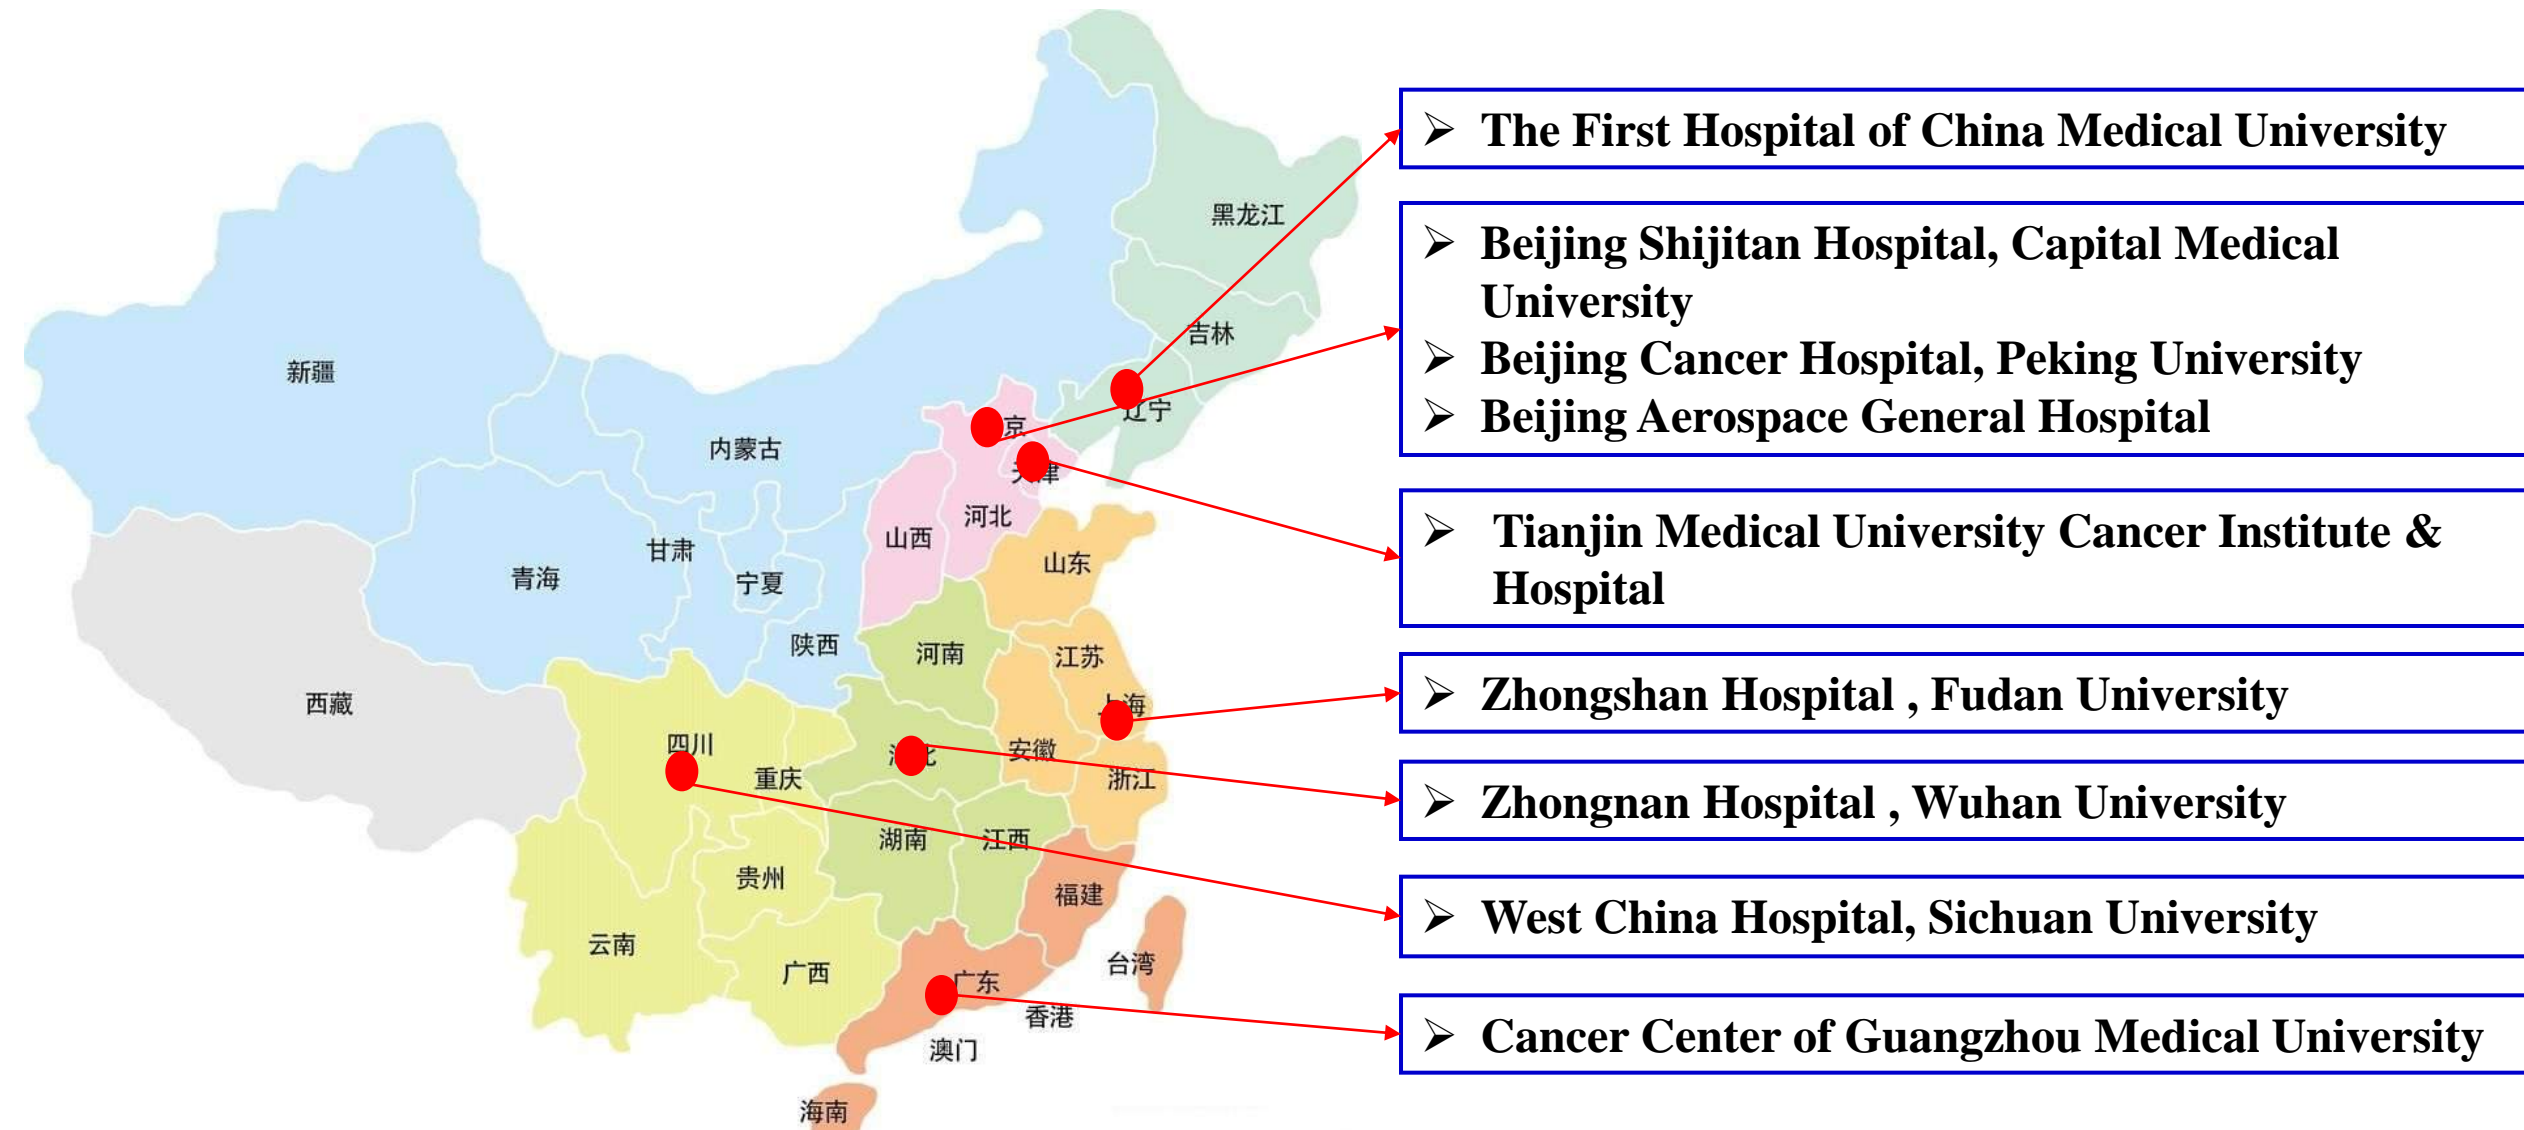 黑龙江
吉林
辽宁
新疆
内蒙古
京
天津
河北
山西
山东
甘肃
宁夏
青海
陕西
河南
江苏
西藏
上海
四川
重庆
安徽
浙江
北
湖南
江西
贵州
福建
云南
广西
广东
台湾
香港
澳门
海南
➢ The First Hospital of China Medical University
➢ Beijing Shijitan Hospital, Capital Medical
University
➢ Beijing Cancer Hospital, Peking University
➢ Beijing Aerospace General Hospital
➢ Tianjin Medical University Cancer Institute &
Hospital
➢ Zhongshan Hospital , Fudan University
➢ Zhongnan Hospital , Wuhan University
➢ West China Hospital, Sichuan University
➢ Cancer Center of Guangzhou Medical University